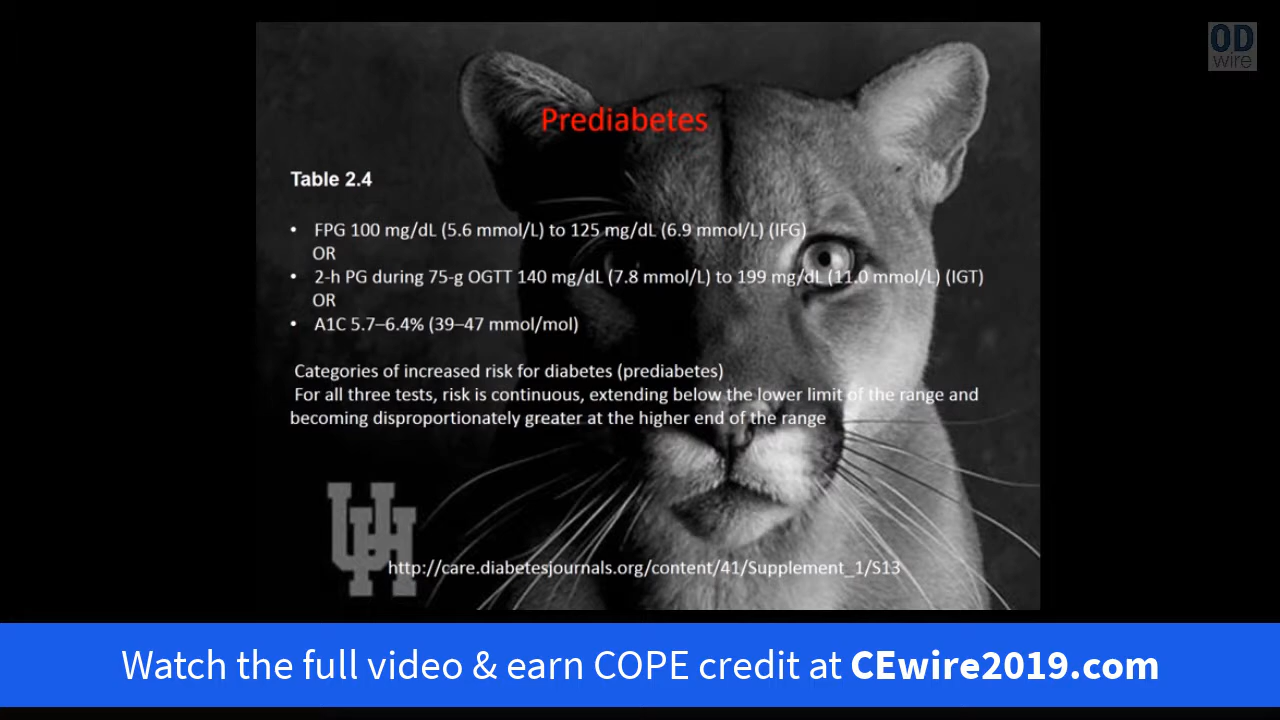 OD
wire
Prediabetes
Table 2.4
• FPG 100 mg/dL (5.6 mmol/L) to 125 mg/dL (6.9 mmol/L) (IFG)
OR
• 2-h PG during 75-g OGTT 140 mg/dL (7.8 mmol/L) to 199 mg/dL (11.0 mmol/L) (IGT)
OR
• A1C 5.7–6.4% (39–47 mmol/mol)
Categories of increased risk for diabetes (prediabetes)
For all three tests, risk is continuous, extending below the lower limit of the range and
becoming disproportionately greater at the higher end of the range
UH
http://care.diabetesjournals.org/content/41/Supplement_1/S13
Watch the full video & earn COPE credit at CEwire2019.com